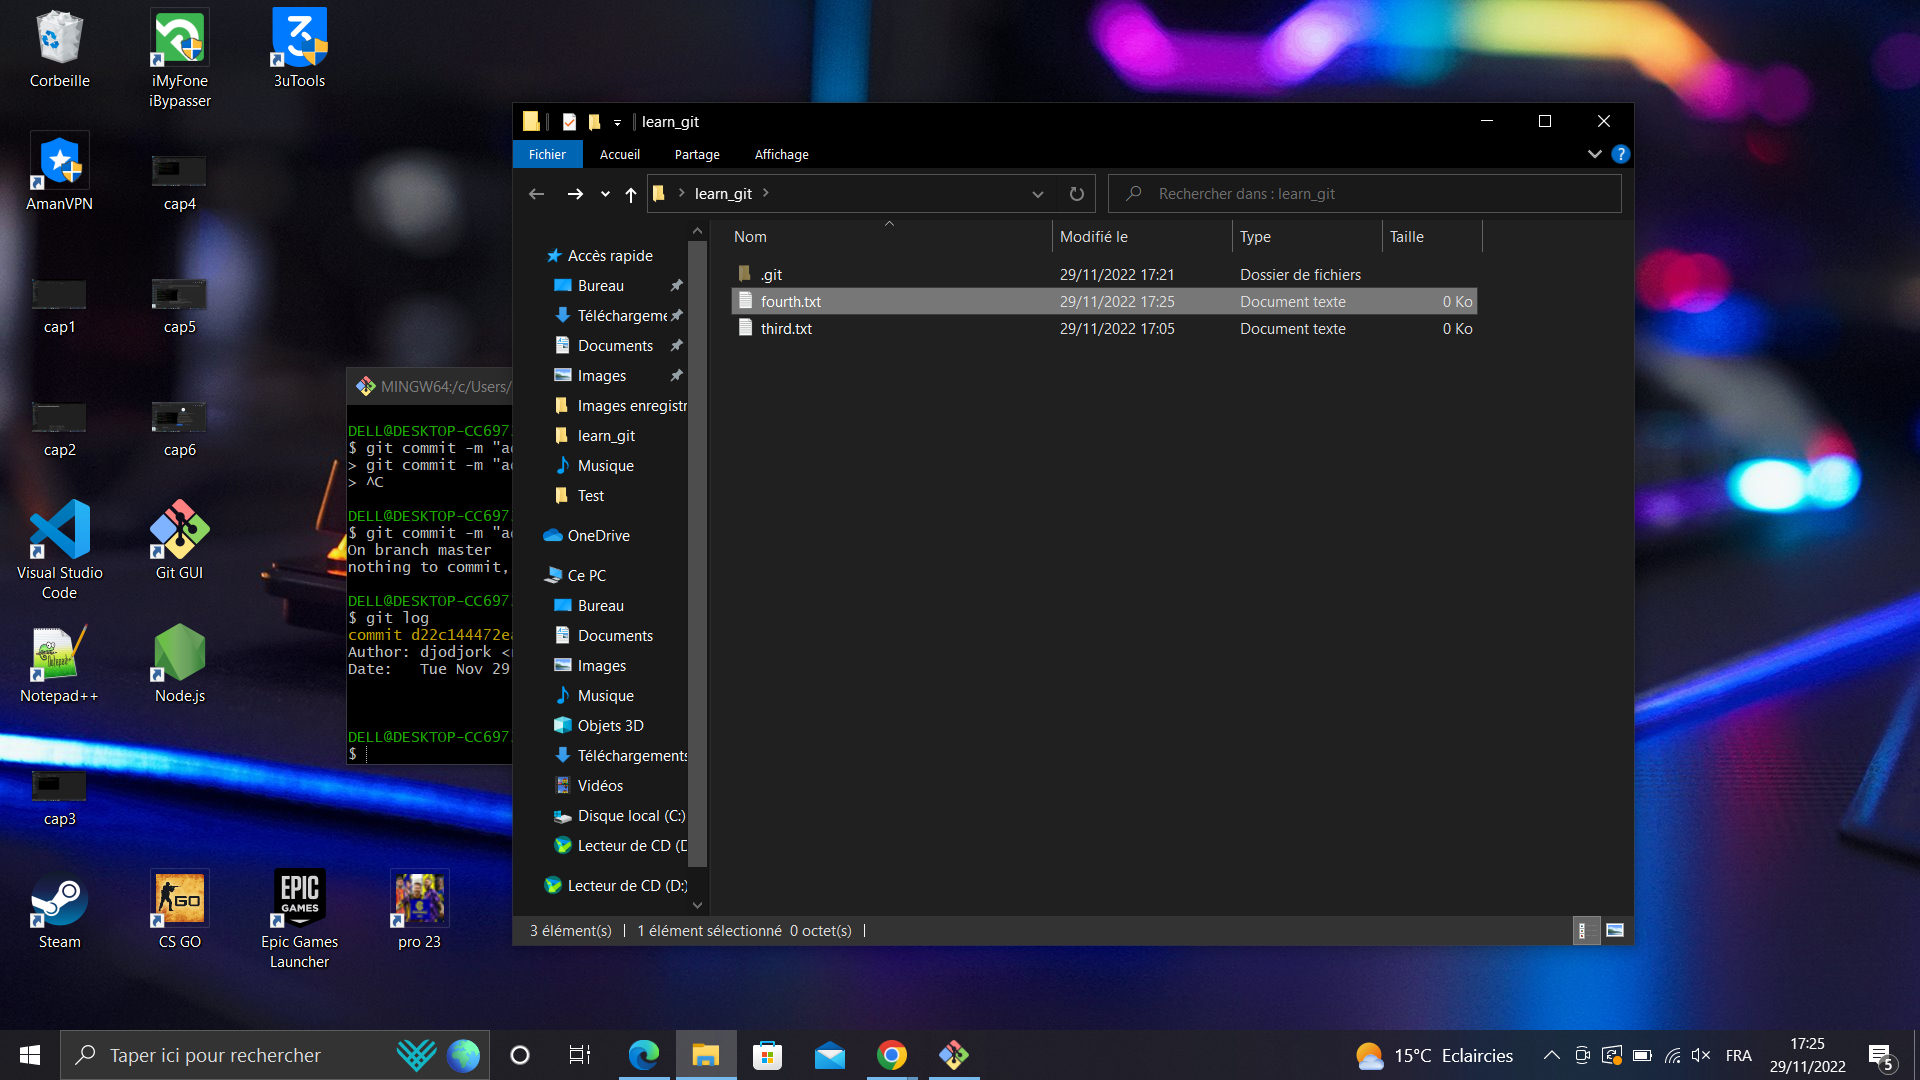 Corbeille
iMyFone
iBypasser
3uTools
AmanVPN
cap4
cap1
cap5
cap2
cap6
Visual Studio
Code
Git GUI
Notepad++
Node.js
cap3
Steam
CS GO
GO
EPIC
GAMES
Epic Games
Launcher
pro 23
MINGW64:/c/Users/
DELL@DESKTOP-CC697
$ git commit -m "a
> git commit -m "a
> ^C
DELL@DESKTOP-CC697
$ git commit -m "a
On branch master
nothing to commit,
DELL@DESKTOP-CC697
$ git log
commit d22c144472e
Author: djodjork <
Date:   Tue Nov 29
DELL@DESKTOP-CC697
$
learn_git
Fichier Accueil Partage Affichage
learn_git
Rechercher dans : learn_git
Nom Modifié le Type Taille
.git 29/11/2022 17:21 Dossier de fichiers
fourth.txt 29/11/2022 17:25 Document texte 0 Ko
third.txt 29/11/2022 17:05 Document texte 0 Ko
Accès rapide
Bureau
Téléchargeme
Documents
Images
Images enregistr
learn_git
Musique
Test
OneDrive
Ce PC
Bureau
Documents
Images
Musique
Objets 3D
Téléchargements
Vidéos
Disque local (C:)
Lecteur de CD (D
Lecteur de CD (D:)
3 élément(s) 1 élément sélectionné 0 octet(s)
Taper ici pour rechercher
15°C Eclaircies
FRA
17:25
29/11/2022
5